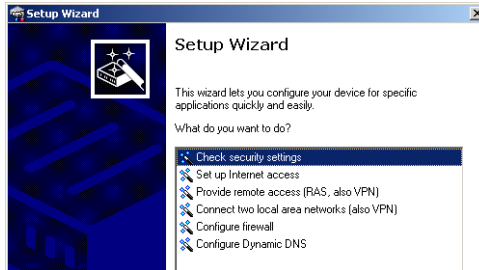 Setup Wizard
Setup Wizard
This wizard lets you configure your device for specific
applications quickly and easily.
What do you want to do?
Check security settings
Set up Internet access
Provide remote access (RAS, also VPN)
Connect two local area networks (also VPN)
Configure firewall
Configure Dynamic DNS